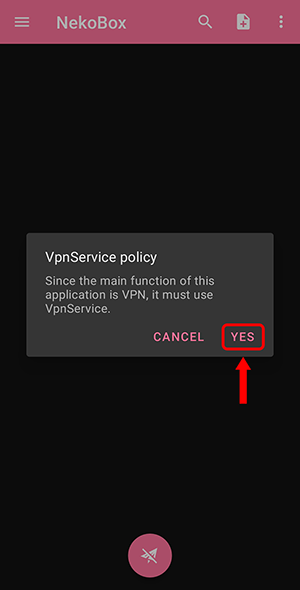 NekoBox
VpnService policy
Since the main function of this
application is VPN, it must use
VpnService.
CANCEL YES